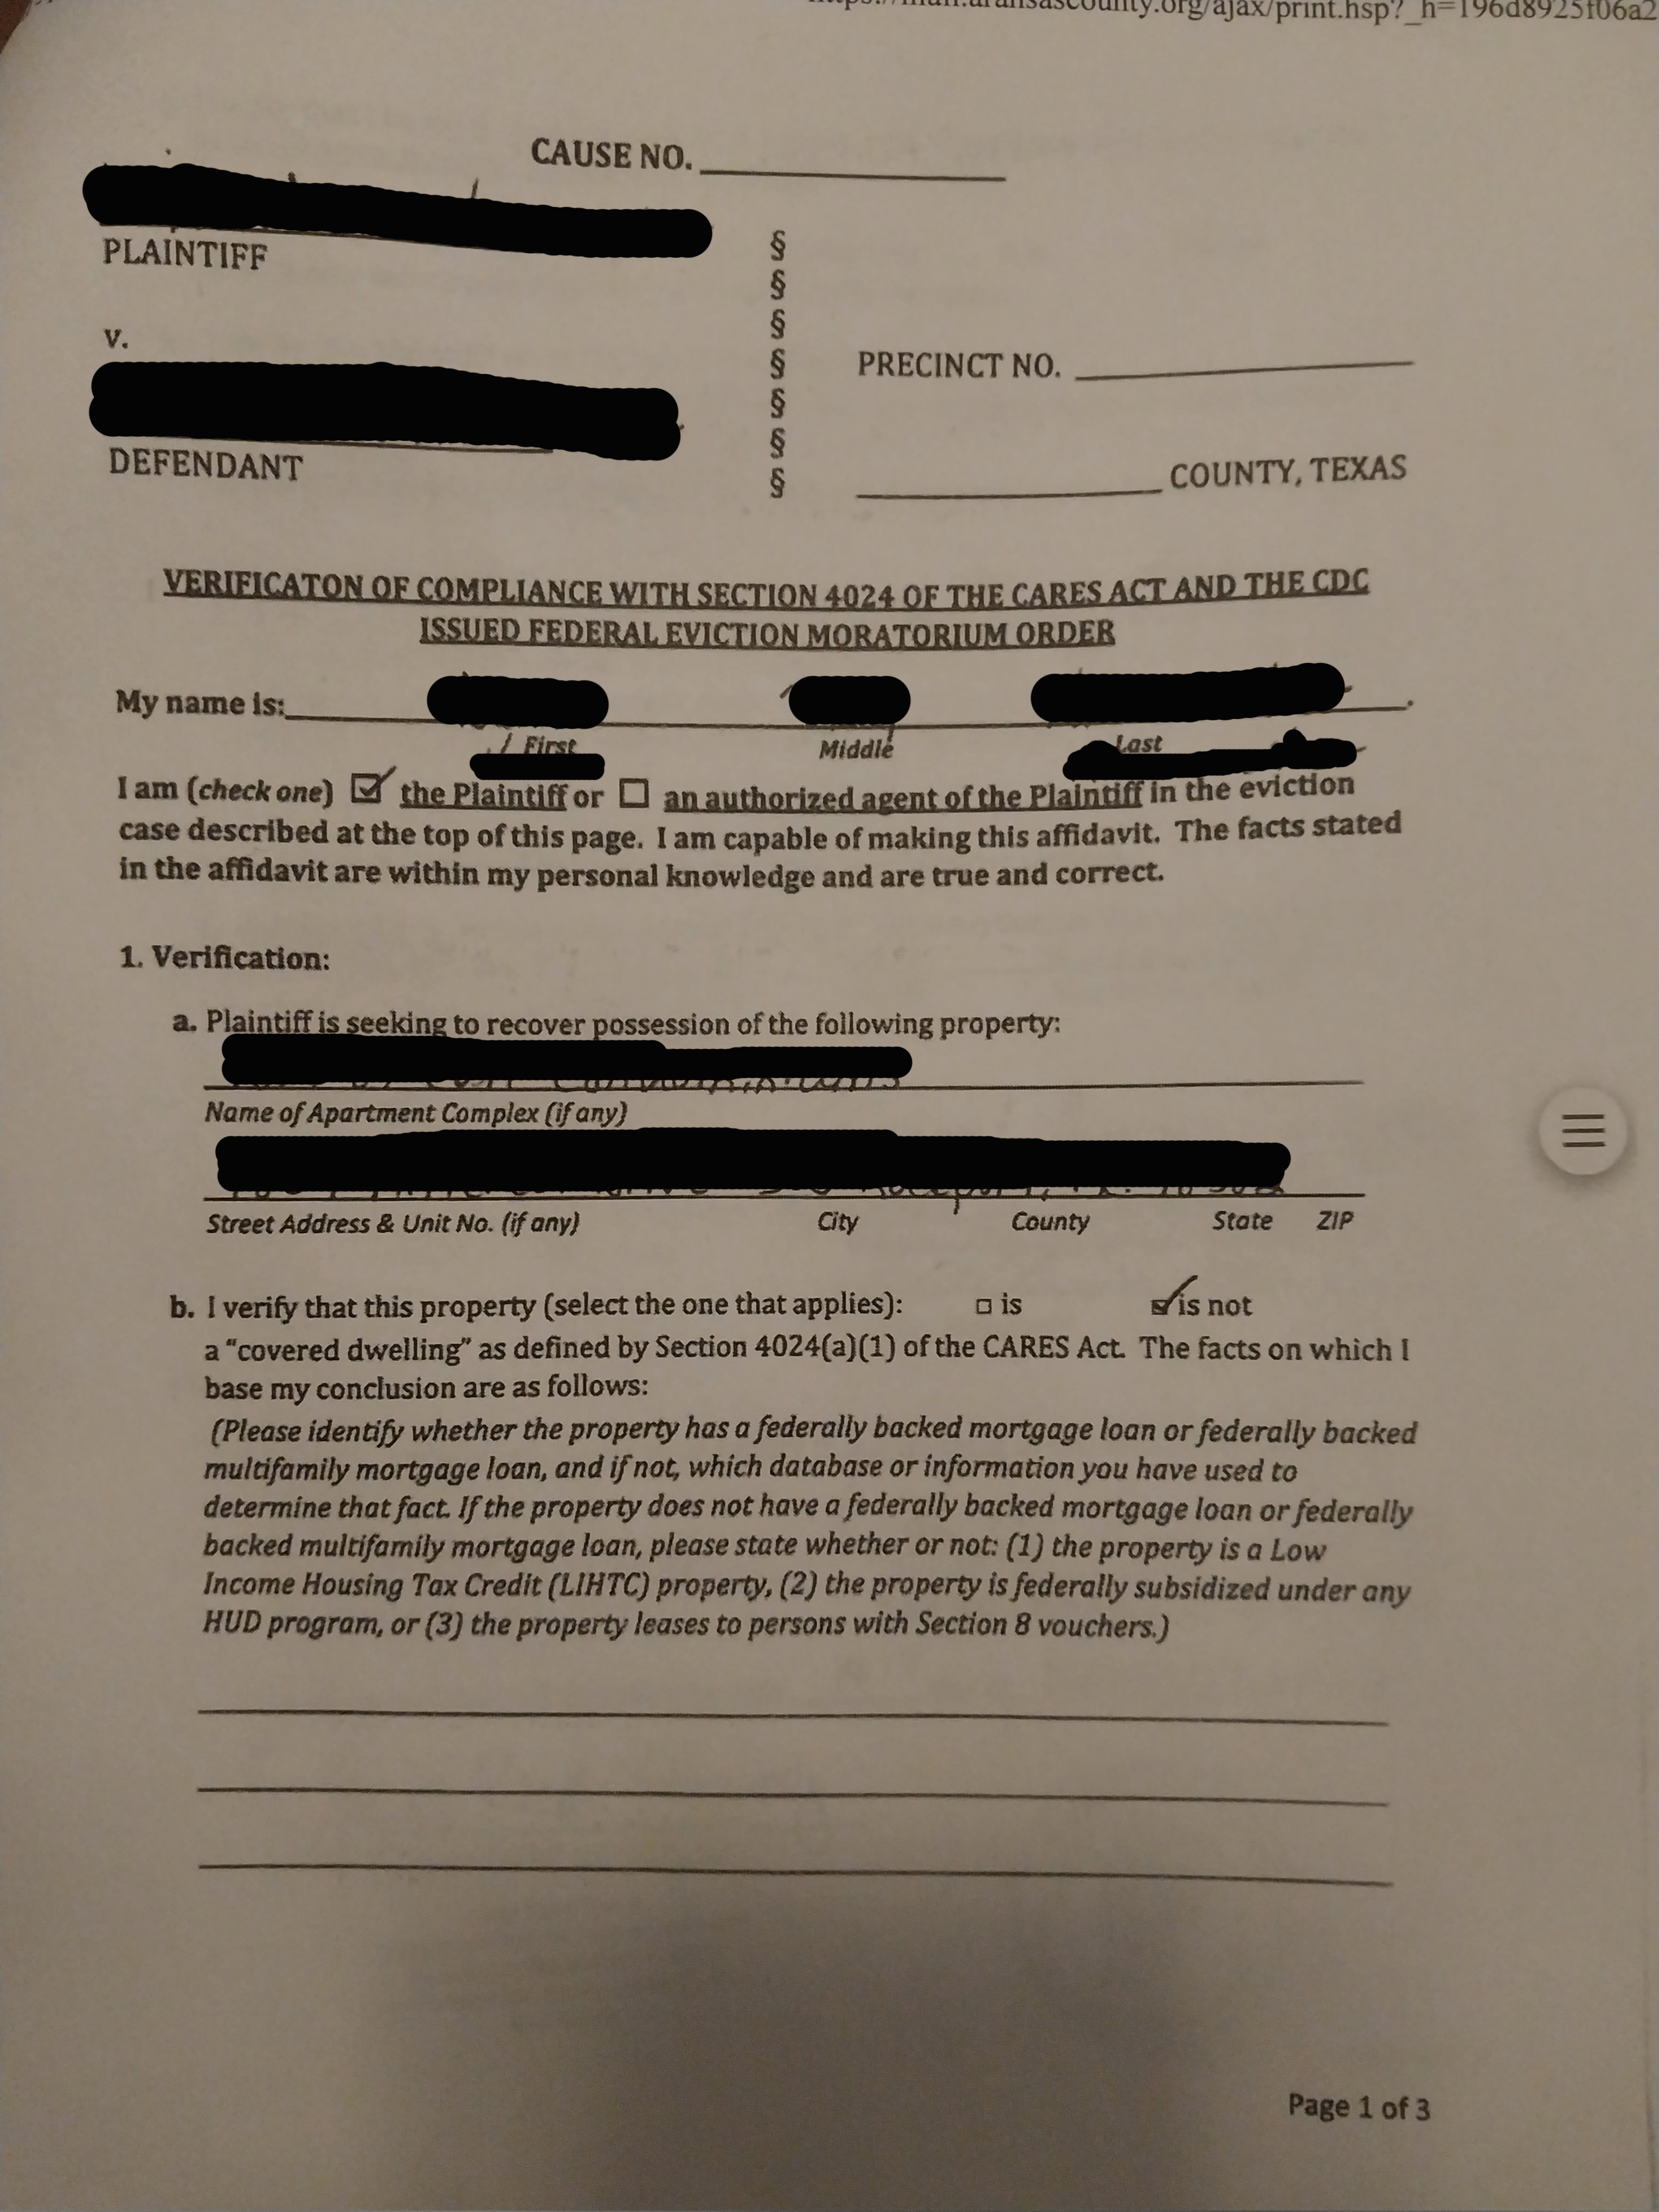 https://mail.aransascounty.org/ajax/print.hsp?_h=196d8925f06a2
CAUSE NO.
PLAINTIFF
§
§
§
§
§
§
§
v.
PRECINCT NO.
DEFENDANT
COUNTY, TEXAS
VERIFICATON OF COMPLIANCE WITH SECTION 4024 OF THE CARES ACT AND THE CDC
ISSUED FEDERAL EVICTION MORATORIUM ORDER
My name is: .
First Middle Last
I am (check one) ☑ the Plaintiff or ☐ an authorized agent of the Plaintiff in the eviction
case described at the top of this page. I am capable of making this affidavit. The facts stated
in the affidavit are within my personal knowledge and are true and correct.
1. Verification:
a. Plaintiff is seeking to recover possession of the following property:
Name of Apartment Complex (if any)
Street Address & Unit No. (if any) City County State ZIP
b. I verify that this property (select the one that applies): ☐ is ☑ is not
a “covered dwelling” as defined by Section 4024(a)(1) of the CARES Act. The facts on which I
base my conclusion are as follows:
(Please identify whether the property has a federally backed mortgage loan or federally backed
multifamily mortgage loan, and if not, which database or information you have used to
determine that fact. If the property does not have a federally backed mortgage loan or federally
backed multifamily mortgage loan, please state whether or not: (1) the property is a Low
Income Housing Tax Credit (LIHTC) property, (2) the property is federally subsidized under any
HUD program, or (3) the property leases to persons with Section 8 vouchers.)
Page 1 of 3